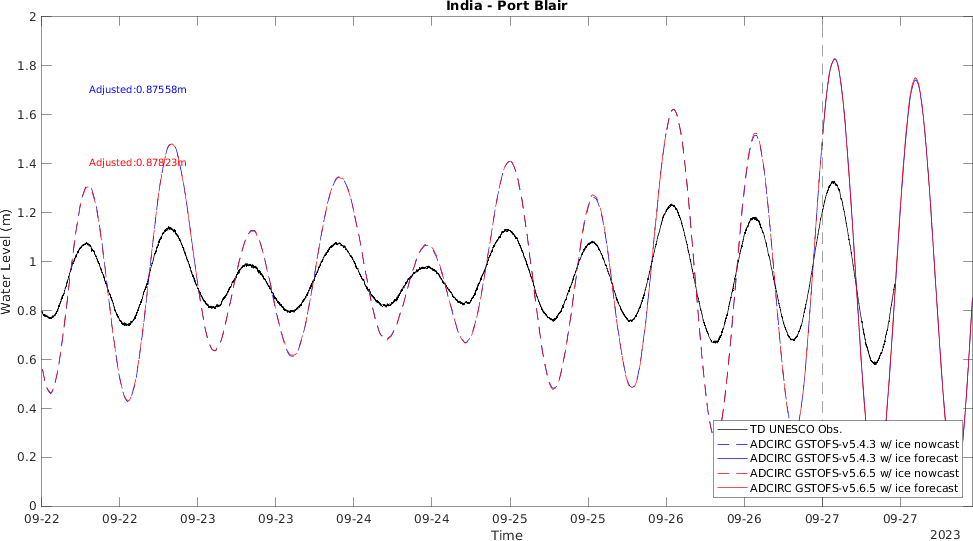 India - Port Blair
2
1.8
1.6
1.4
1.2
1
0.8
0.6
0.4
0.2
0
Water Level (m)
Adjusted:0.87558m
Adjusted:0.87823m
TD UNESCO Obs.
ADCIRC GSTOFS-v5.4.3 w/ ice nowcast
ADCIRC GSTOFS-v5.4.3 w/ ice forecast
ADCIRC GSTOFS-v5.6.5 w/ ice nowcast
ADCIRC GSTOFS-v5.6.5 w/ ice forecast
09-22 09-22 09-23 09-23 09-24 09-24 09-25 09-25 09-26 09-26 09-27 09-27
Time
2023